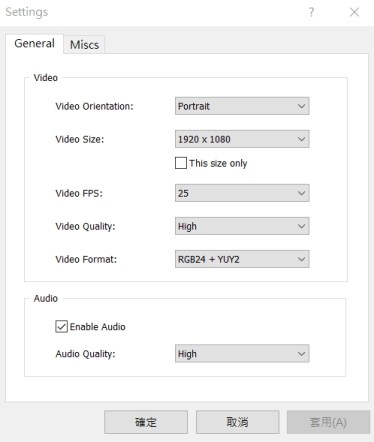 Settings ?
General Miscs
Video
Video Orientation: Portrait
Video Size: 1920 x 1080
This size only
Video FPS: 25
Video Quality: High
Video Format: RGB24 + YUY2
Audio
Enable Audio
Audio Quality: High
確定 取消 套用(A)